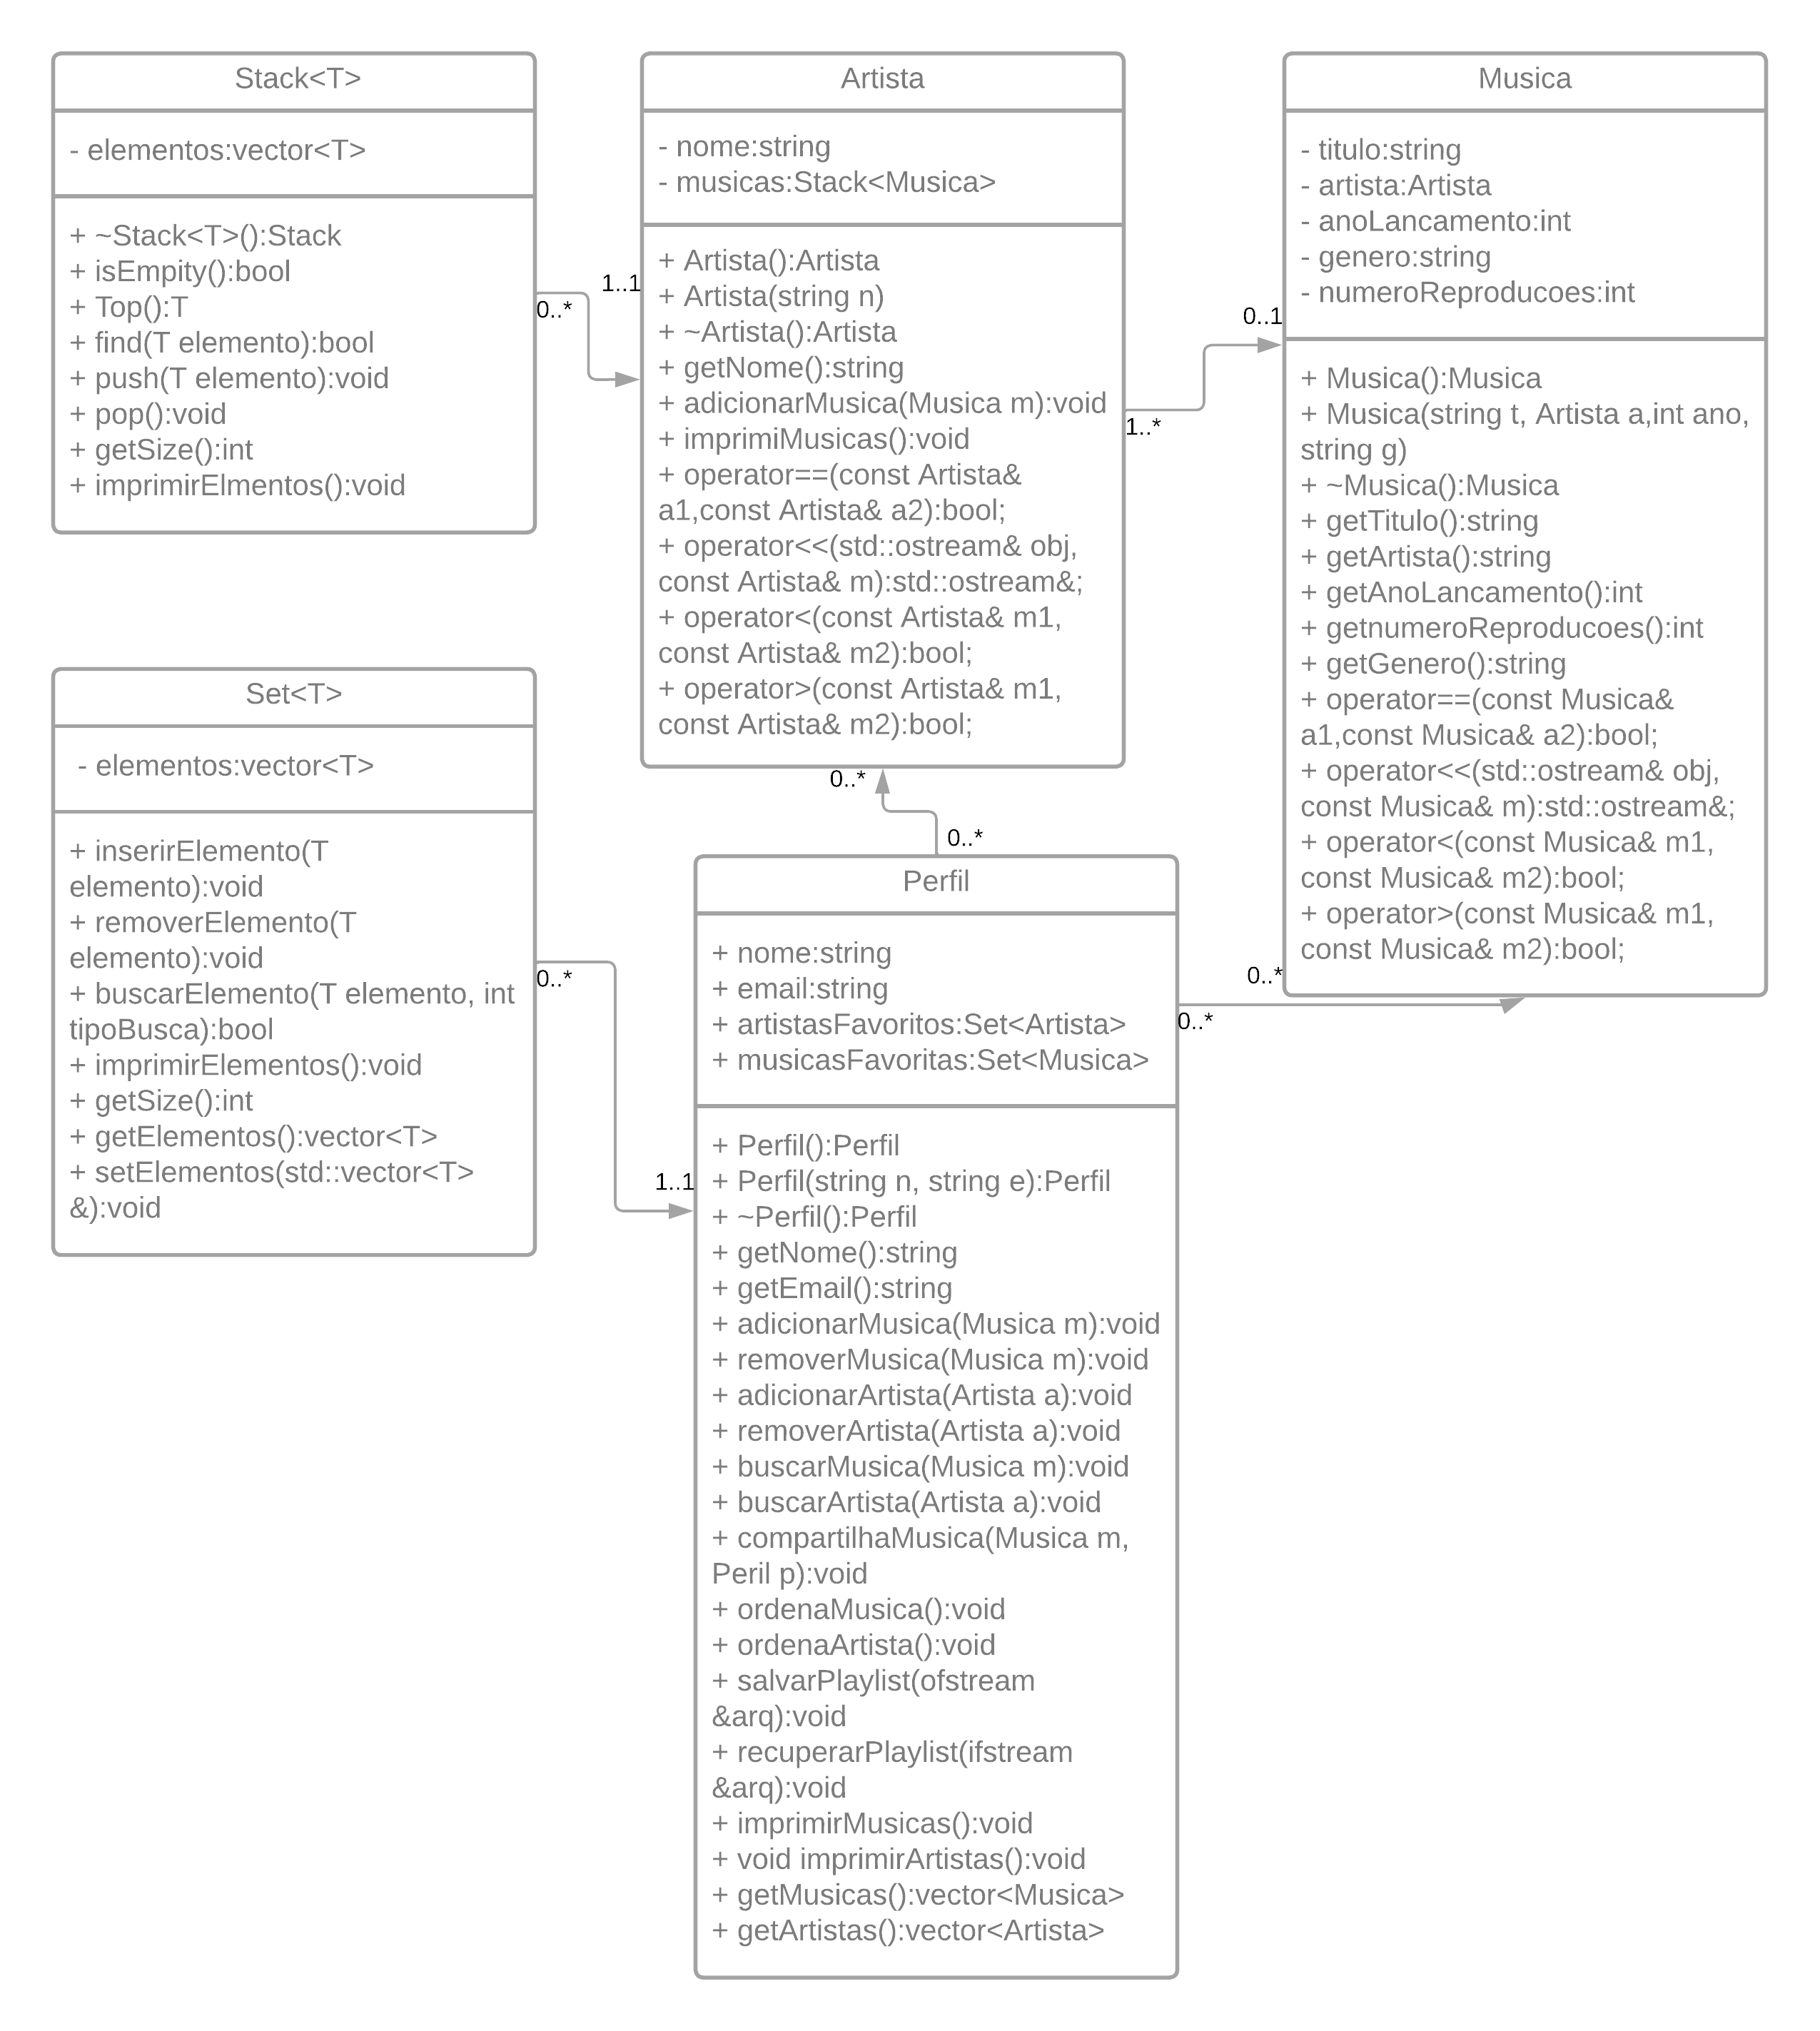 Stack<T>
- elementos:vector<T>
+ ~Stack<T>():Stack
+ isEmpity():bool
+ Top():T
+ find(T elemento):bool
+ push(T elemento):void
+ pop():void
+ getSize():int
+ imprimirElmentos():void
0..*
1..1
Artista
- nome:string
- musicas:Stack<Musica>
+ Artista():Artista
+ Artista(string n)
+ ~Artista():Artista
+ getNome():string
+ adicionarMusica(Musica m):void
+ imprimiMusicas():void
+ operator==(const Artista&
a1,const Artista& a2):bool;
+ operator<<(std::ostream& obj,
const Artista& m):std::ostream&;
+ operator<(const Artista& m1,
const Artista& m2):bool;
+ operator>(const Artista& m1,
const Artista& m2):bool;
1..*
0..1
Musica
- titulo:string
- artista:Artista
- anoLancamento:int
- genero:string
- numeroReproducoes:int
+ Musica():Musica
+ Musica(string t, Artista a,int ano,
string g)
+ ~Musica():Musica
+ getTitulo():string
+ getArtista():string
+ getAnoLancamento():int
+ getnumeroReproducoes():int
+ getGenero():string
+ operator==(const Musica&
a1,const Musica& a2):bool;
+ operator<<(std::ostream& obj,
const Musica& m):std::ostream&;
+ operator<(const Musica& m1,
const Musica& m2):bool;
+ operator>(const Musica& m1,
const Musica& m2):bool;
Set<T>
- elementos:vector<T>
+ inserirElemento(T
elemento):void
+ removerElemento(T
elemento):void
+ buscarElemento(T elemento, int
tipoBusca):bool
+ imprimirElementos():void
+ getSize():int
+ getElementos():vector<T>
+ setElementos(std::vector<T>
&):void
0..*
1..1
0..*
0..*
Perfil
+ nome:string
+ email:string
+ artistasFavoritos:Set<Artista>
+ musicasFavoritas:Set<Musica>
+ Perfil():Perfil
+ Perfil(string n, string e):Perfil
+ ~Perfil():Perfil
+ getNome():string
+ getEmail():string
+ adicionarMusica(Musica m):void
+ removerMusica(Musica m):void
+ adicionarArtista(Artista a):void
+ removerArtista(Artista a):void
+ buscarMusica(Musica m):void
+ buscarArtista(Artista a):void
+ compartilhaMusica(Musica m,
Peril p):void
+ ordenaMusica():void
+ ordenaArtista():void
+ salvarPlaylist(ofstream
&arq):void
+ recuperarPlaylist(ifstream
&arq):void
+ imprimirMusicas():void
+ void imprimirArtistas():void
+ getMusicas():vector<Musica>
+ getArtistas():vector<Artista>
0..*
0..*